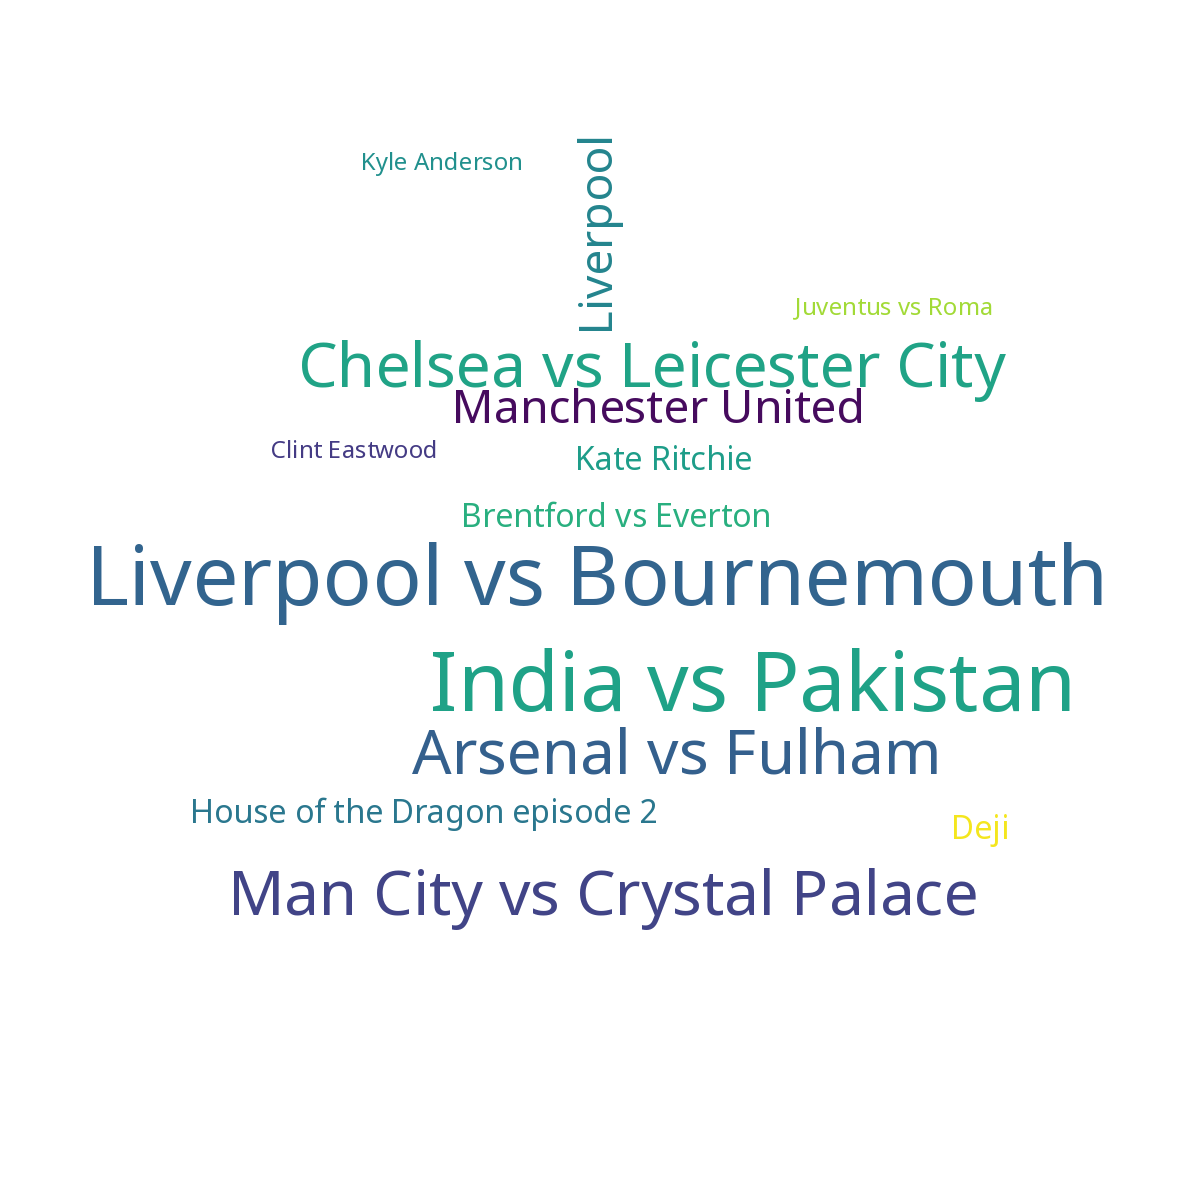 Kyle Anderson
Liverpool
Juventus vs Roma
Chelsea vs Leicester City
Manchester United
Clint Eastwood
Kate Ritchie
Brentford vs Everton
Liverpool vs Bournemouth
India vs Pakistan
Arsenal vs Fulham
House of the Dragon episode 2
Deji
Man City vs Crystal Palace